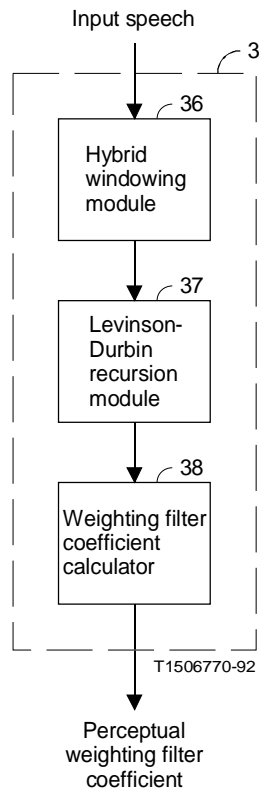 Input speech
3
36
Hybrid
windowing
module
37
Levinson-
Durbin
recursion
module
38
Weighting filter
coefficient
calculator
T1506770-92
Perceptual
weighting filter
coefficient